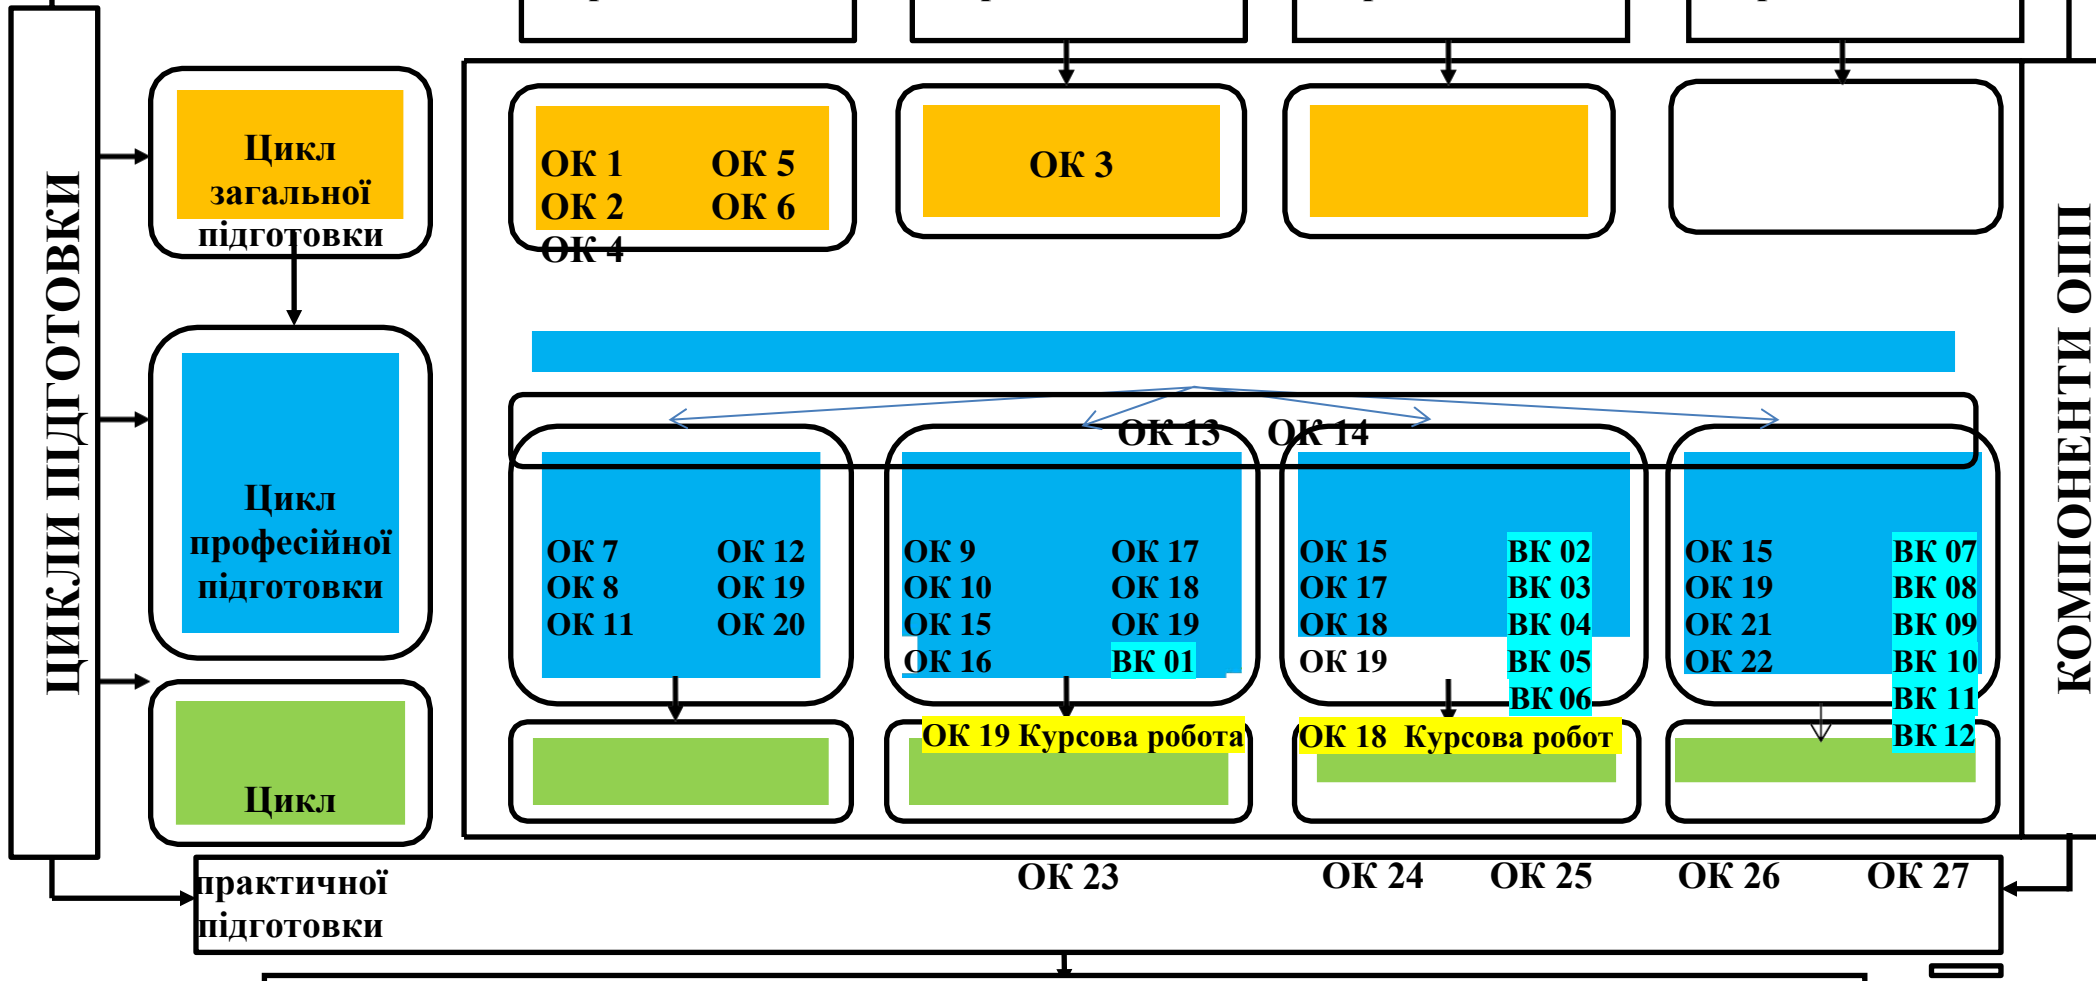 ЦИКЛИ ПІДГОТОВКИ
Цикл
загальної
підготовки
ОК 1 ОК 5
ОК 2 ОК 6
ОК 4
ОК 3
ОК 13 ОК 14
Цикл
професійної
підготовки
ОК 7 ОК 12
ОК 8 ОК 19
ОК 11 ОК 20
ОК 9 ОК 17
ОК 10 ОК 18
ОК 15 ОК 19
ОК 16 ВК 01
ОК 19 Курсова робота
ОК 15 ВК 02
ОК 17 ВК 03
ОК 18 ВК 04
ОК 19 ВК 05
ВК 06
ОК 18 Курсова робот
ОК 15 ВК 07
ОК 19 ВК 08
ОК 21 ВК 09
ОК 22 ВК 10
ВК 11
ВК 12
Цикл
практичної
підготовки
ОК 23 ОК 24 ОК 25 ОК 26 ОК 27
КОМПОНЕНТИ ОПП